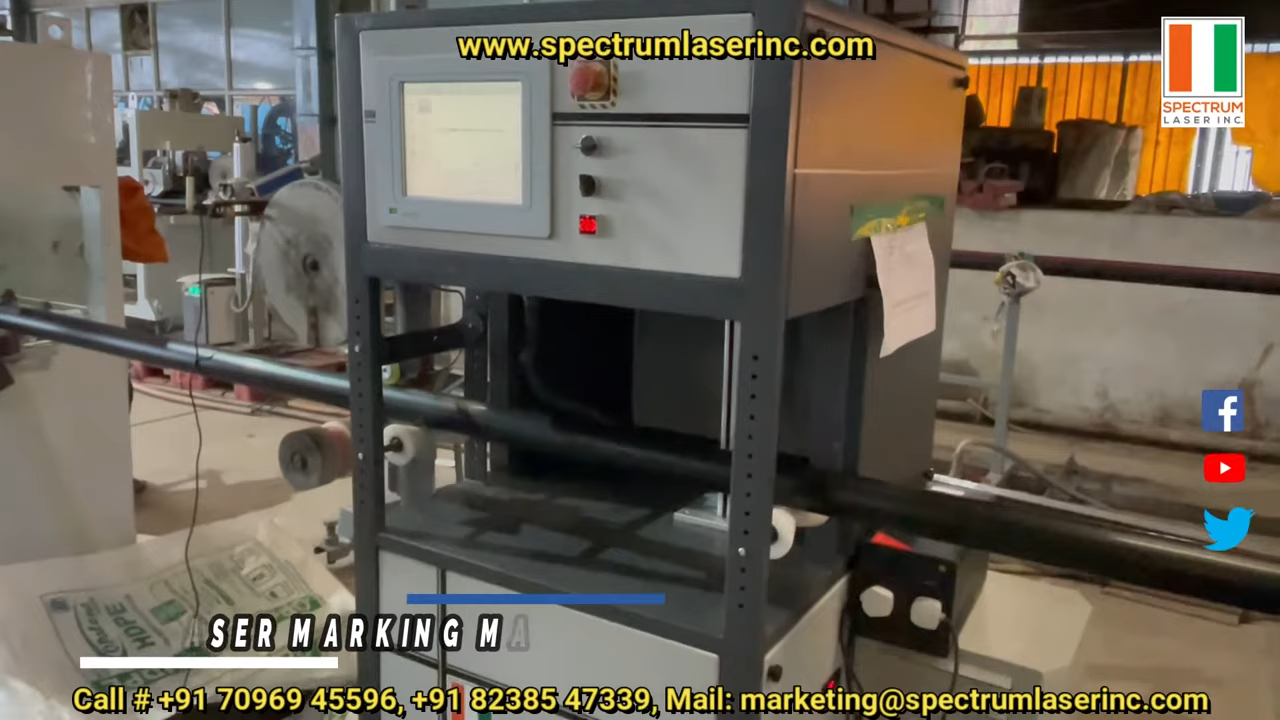 www.spectrumlaserinc.com
SPECTRUM
LASER INC.
HDPE
SER MARKING MA
Call # +91 70969 45596, +91 82385 47339, Mail: marketing@spectrumlaserinc.com